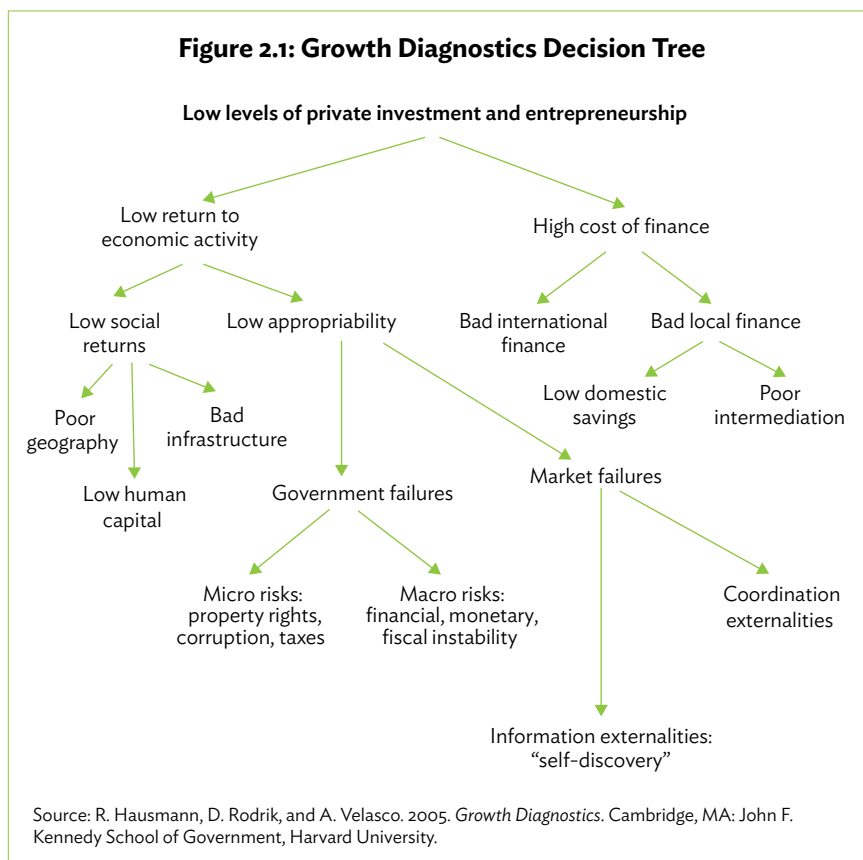 Figure 2.1: Growth Diagnostics Decision Tree
Low levels of private investment and entrepreneurship
Low return to
economic activity
High cost of finance
Low social
returns
Low appropriability
Bad international
finance
Bad local finance
Low domestic
savings
Poor
intermediation
Poor
geography
Bad
infrastructure
Low human
capital
Government failures
Market failures
Micro risks:
property rights,
corruption, taxes
Macro risks:
financial, monetary,
fiscal instability
Coordination
externalities
Information externalities:
“self-discovery”
Source: R. Hausmann, D. Rodrik, and A. Velasco. 2005. Growth Diagnostics. Cambridge, MA: John F.
Kennedy School of Government, Harvard University.